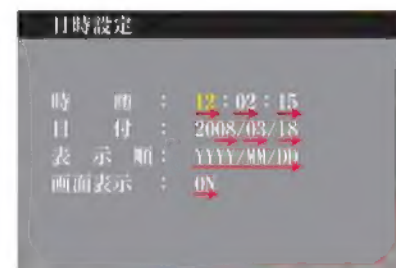 日時設定
時 間 : 12 : 02 : 15
日 付 : 2008/03/18
表 示 順 : YYYY/MM/DD
画面表示 : ON